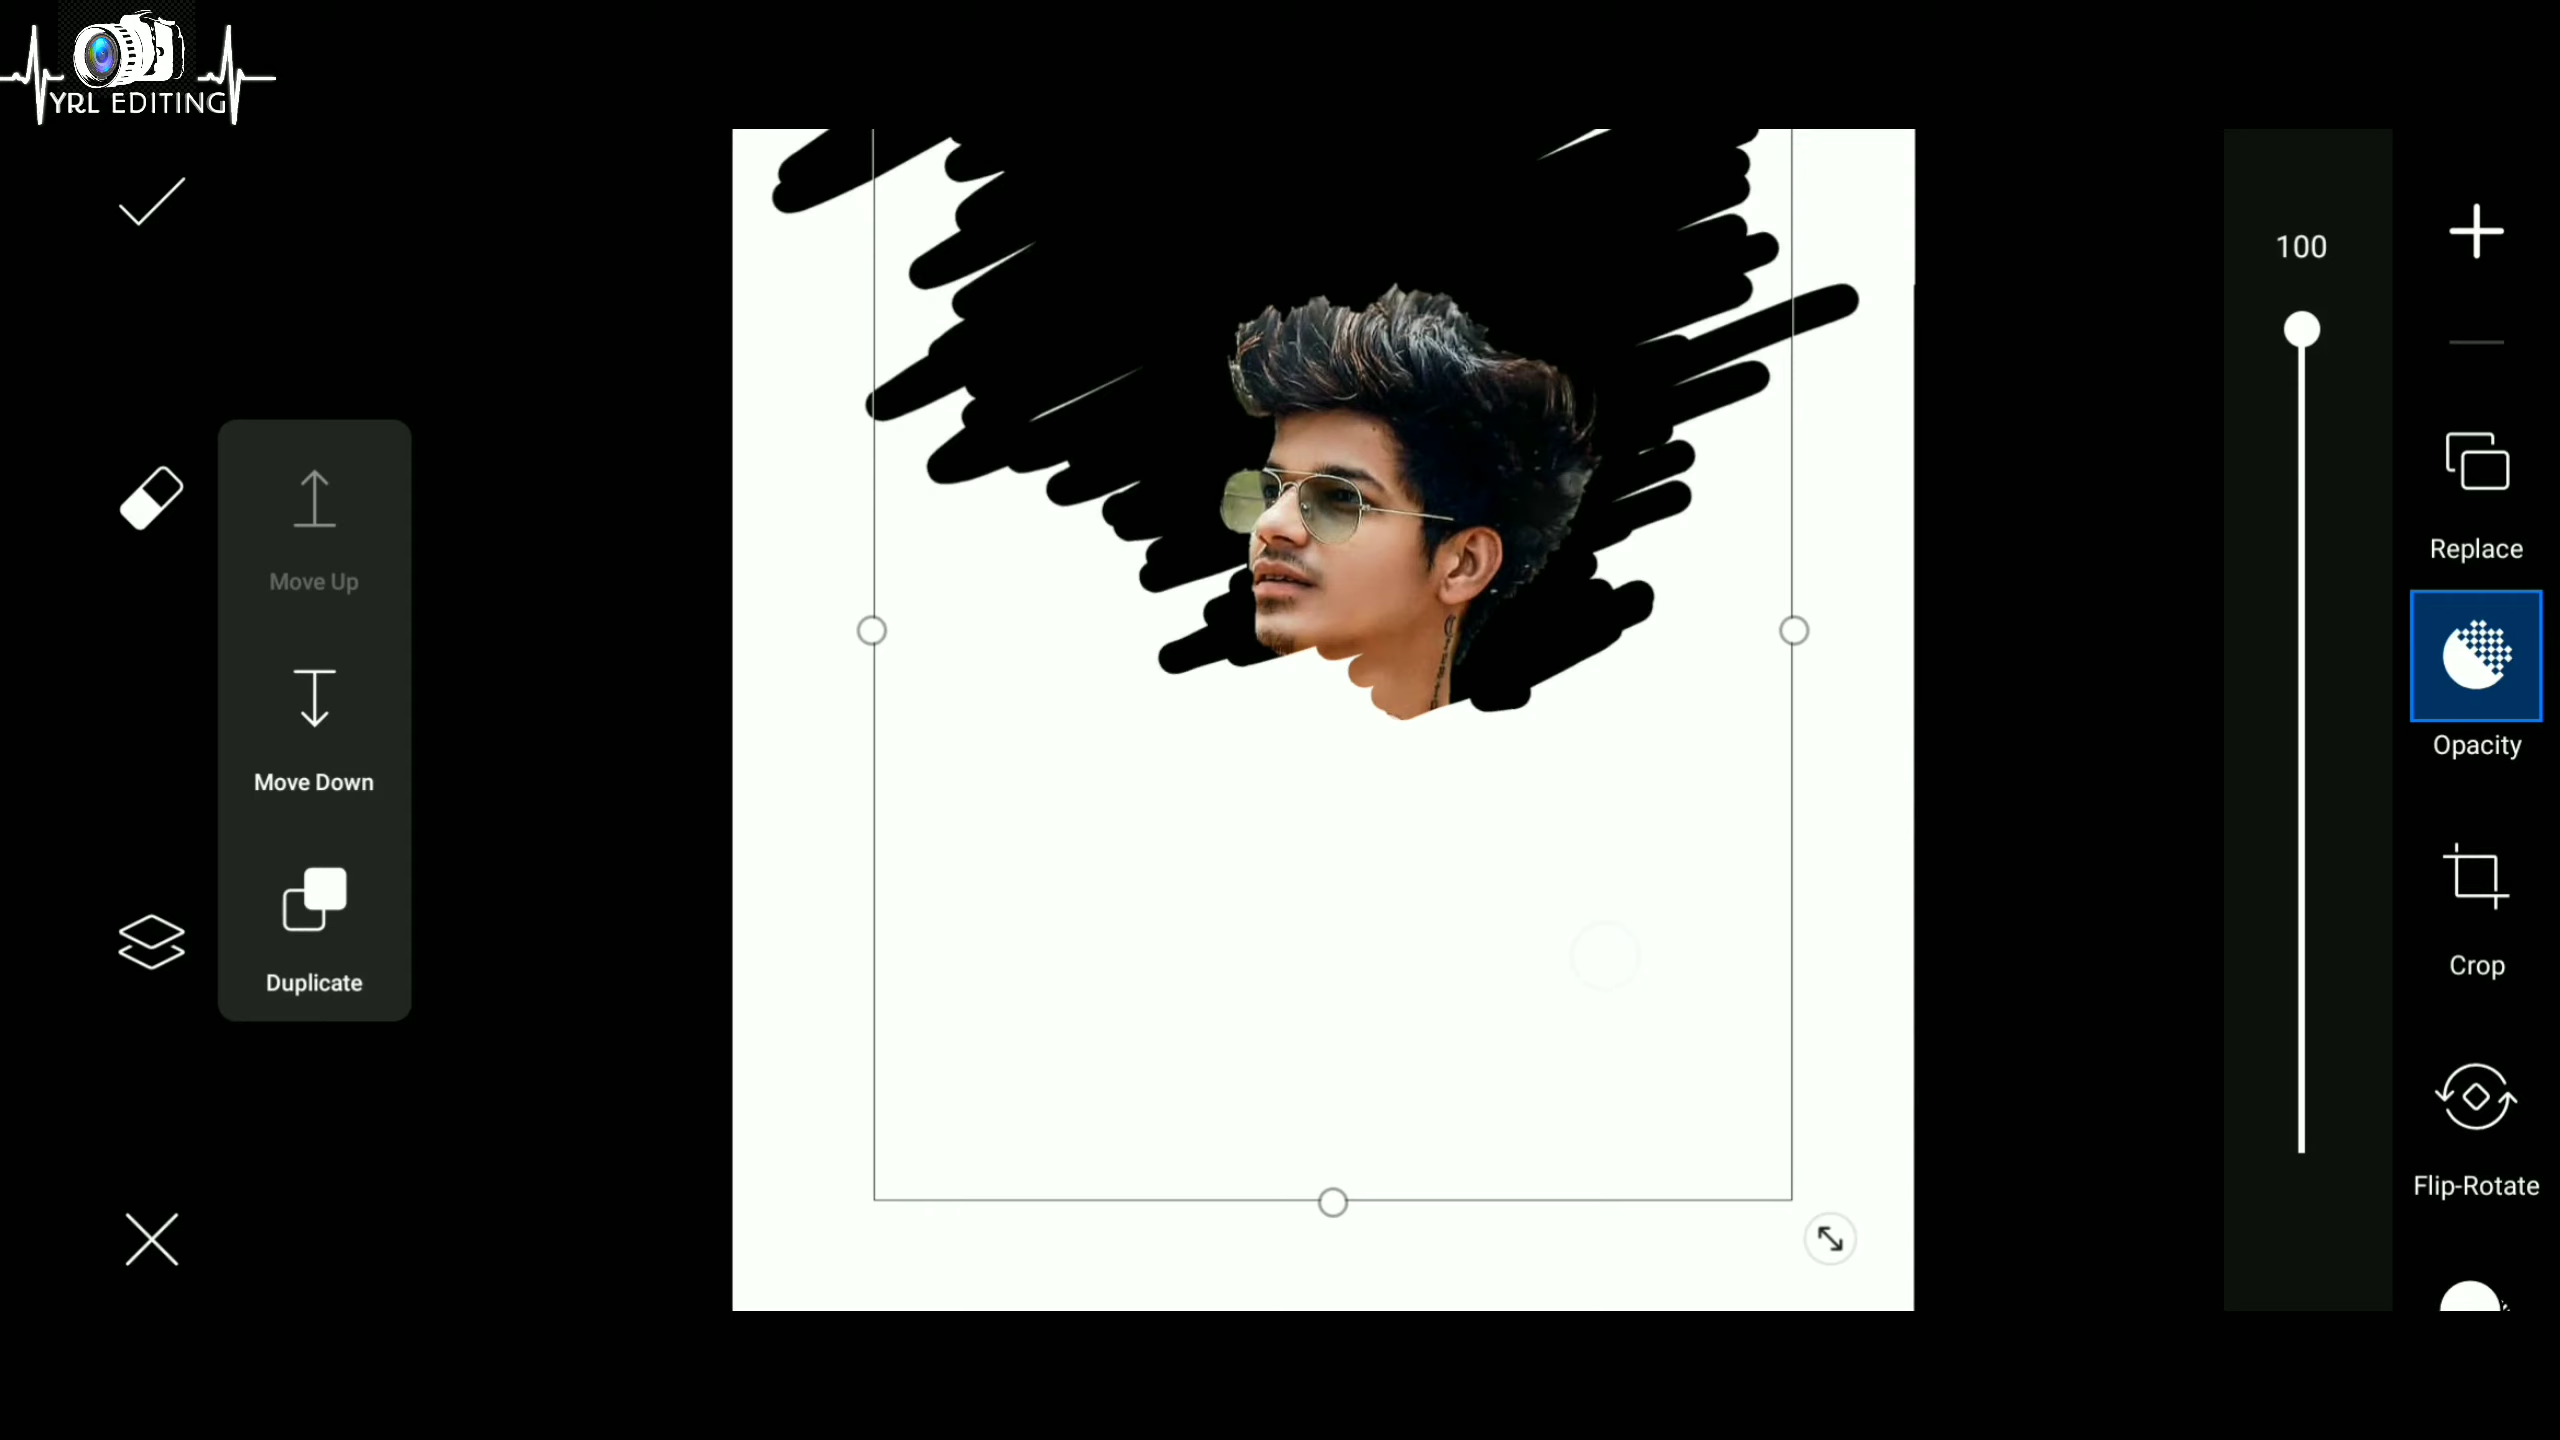 YRL EDITING
100
Move Up
Replace
Move Down
Opacity
Duplicate
Crop
Flip-Rotate